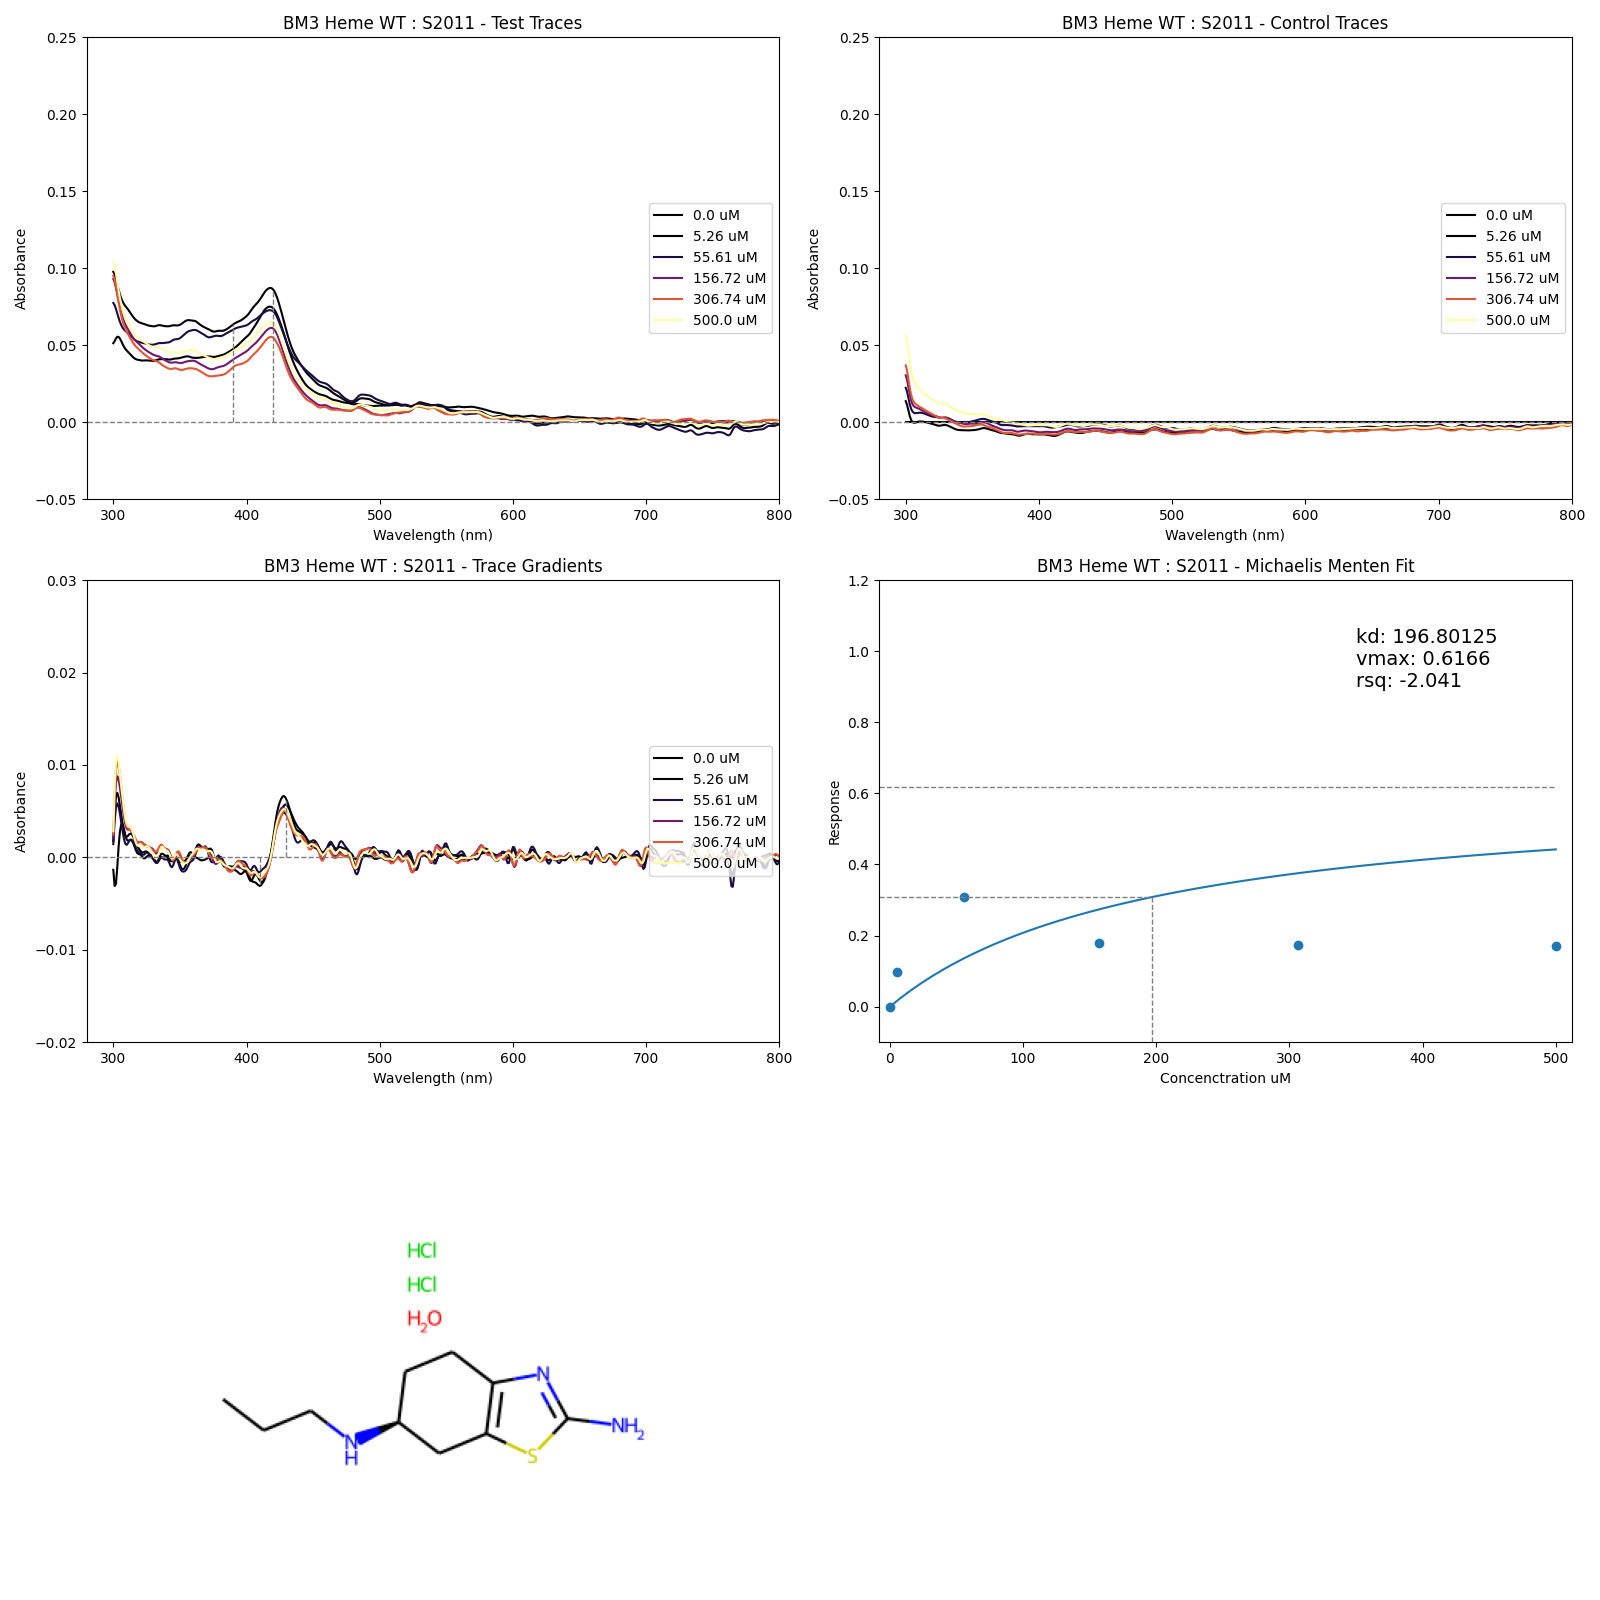 BM3 Heme WT : S2011 - Test Traces
0.25
0.20
0.15
0.10
0.05
0.00
−0.05
Absorbance
300 400 500 600 700 800
Wavelength (nm)
0.0 uM
5.26 uM
55.61 uM
156.72 uM
306.74 uM
500.0 uM
BM3 Heme WT : S2011 - Control Traces
0.25
0.20
0.15
0.10
0.05
0.00
−0.05
Absorbance
300 400 500 600 700 800
Wavelength (nm)
0.0 uM
5.26 uM
55.61 uM
156.72 uM
306.74 uM
500.0 uM
BM3 Heme WT : S2011 - Trace Gradients
0.03
0.02
0.01
0.00
−0.01
−0.02
Absorbance
300 400 500 600 700 800
Wavelength (nm)
0.0 uM
5.26 uM
55.61 uM
156.72 uM
306.74 uM
500.0 uM
BM3 Heme WT : S2011 - Michaelis Menten Fit
1.2
1.0
0.8
0.6
0.4
0.2
0.0
Response
0 100 200 300 400 500
Concenctration uM
kd: 196.80125
vmax: 0.6166
rsq: -2.041
HCl
HCl
H2O
N
NH2
N
H
S